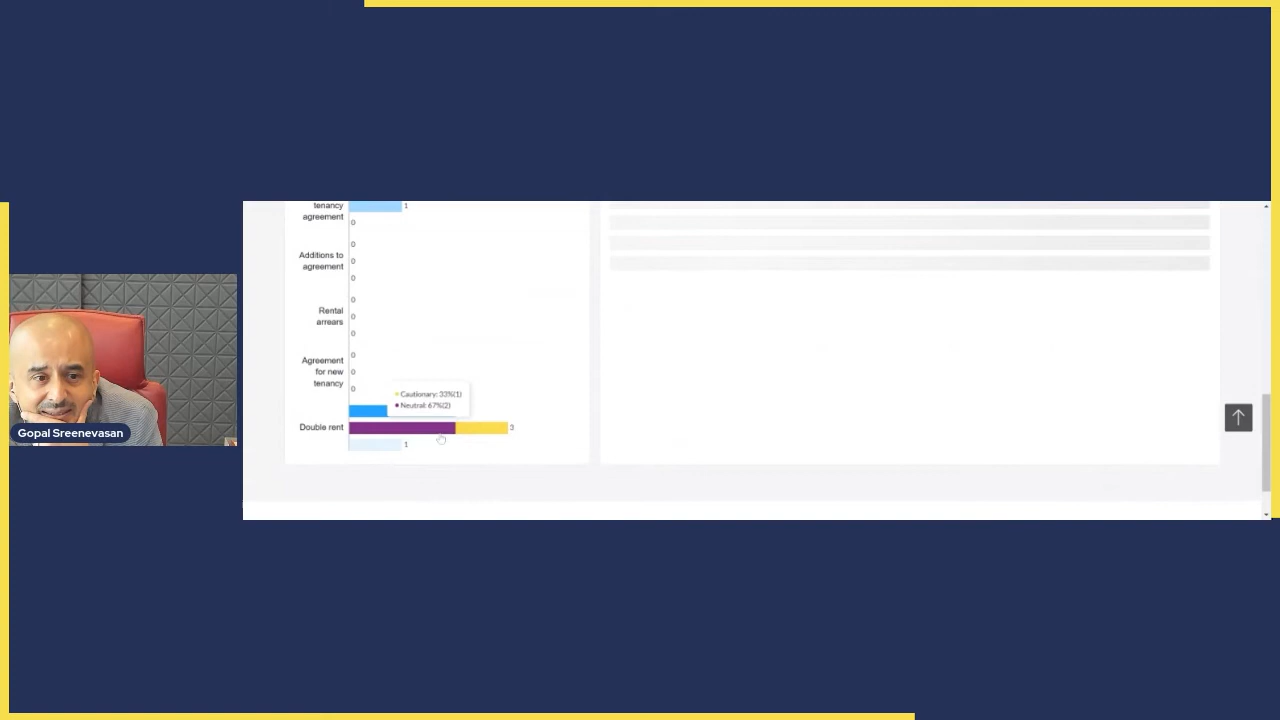 tenancy
agreement
1
0
Additions to
agreement
0
0
0
Rental
arrears
0
0
0
Agreement
for new
tenancy
0
0
0
Cautionary: 33%(1)
Neutral: 67%(2)
Double rent
3
1
Gopal Sreenevasan